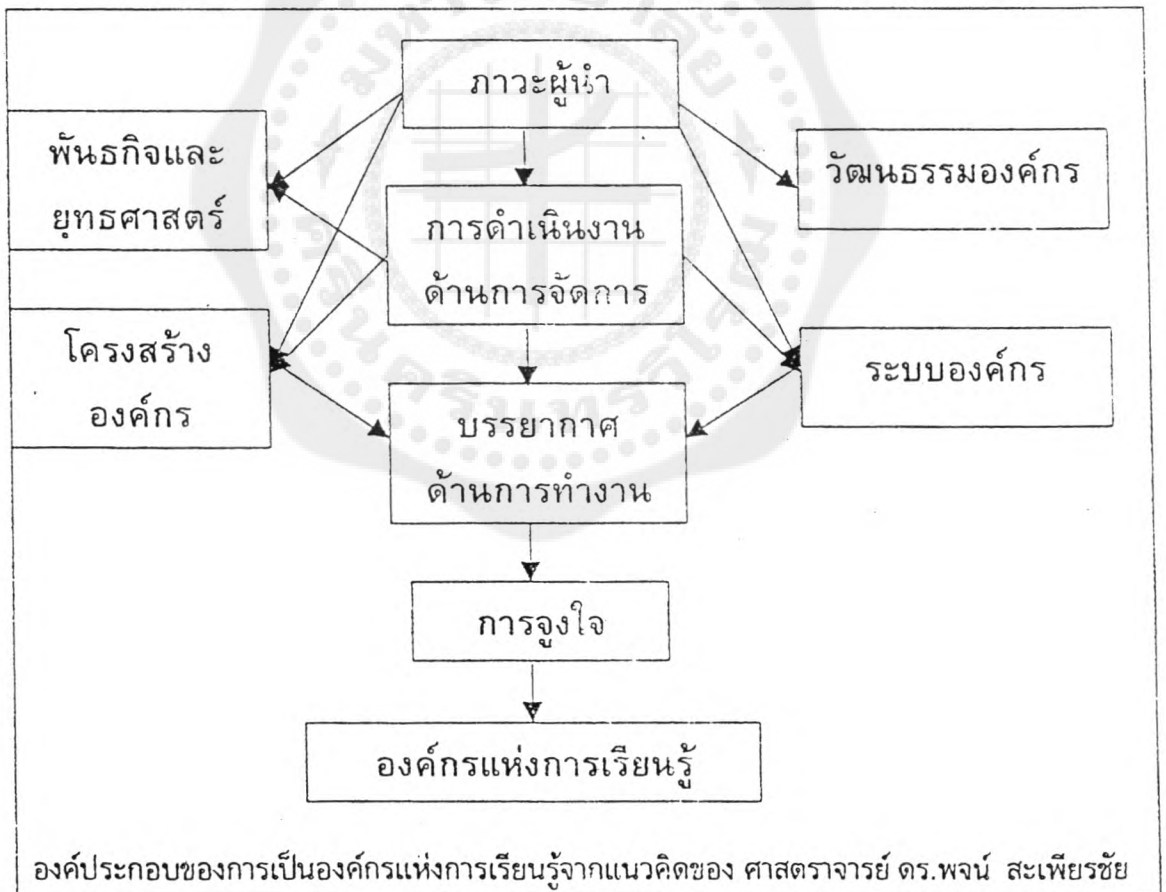 ภาวะผู้นำ
พันธกิจและ
ยุทธศาสตร์
วัฒนธรรมองค์กร
การดำเนินงาน
ด้านการจัดการ
โครงสร้าง
องค์กร
ระบบองค์กร
บรรยากาศ
ด้านการทำงาน
การจูงใจ
องค์กรแห่งการเรียนรู้
องค์ประกอบของการเป็นองค์กรแห่งการเรียนรู้จากแนวคิดของ ศาสตราจารย์ ดร.พจน์ สะเพียรชัย